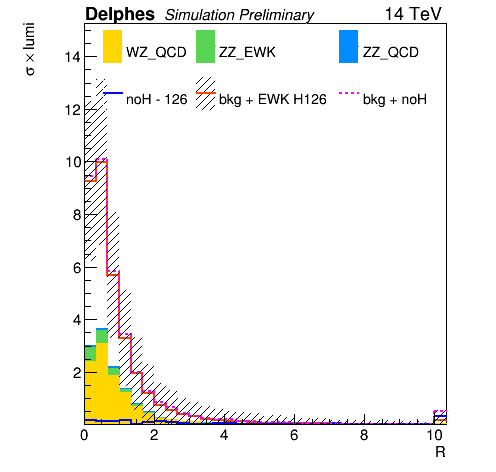 Delphes Simulation Preliminary 14 TeV
σ × lumi
WZ_QCD ZZ_EWK ZZ_QCD
noH - 126 bkg + EWK H126 bkg + noH
14
12
10
8
6
4
2
0 2 4 6 8 10
R